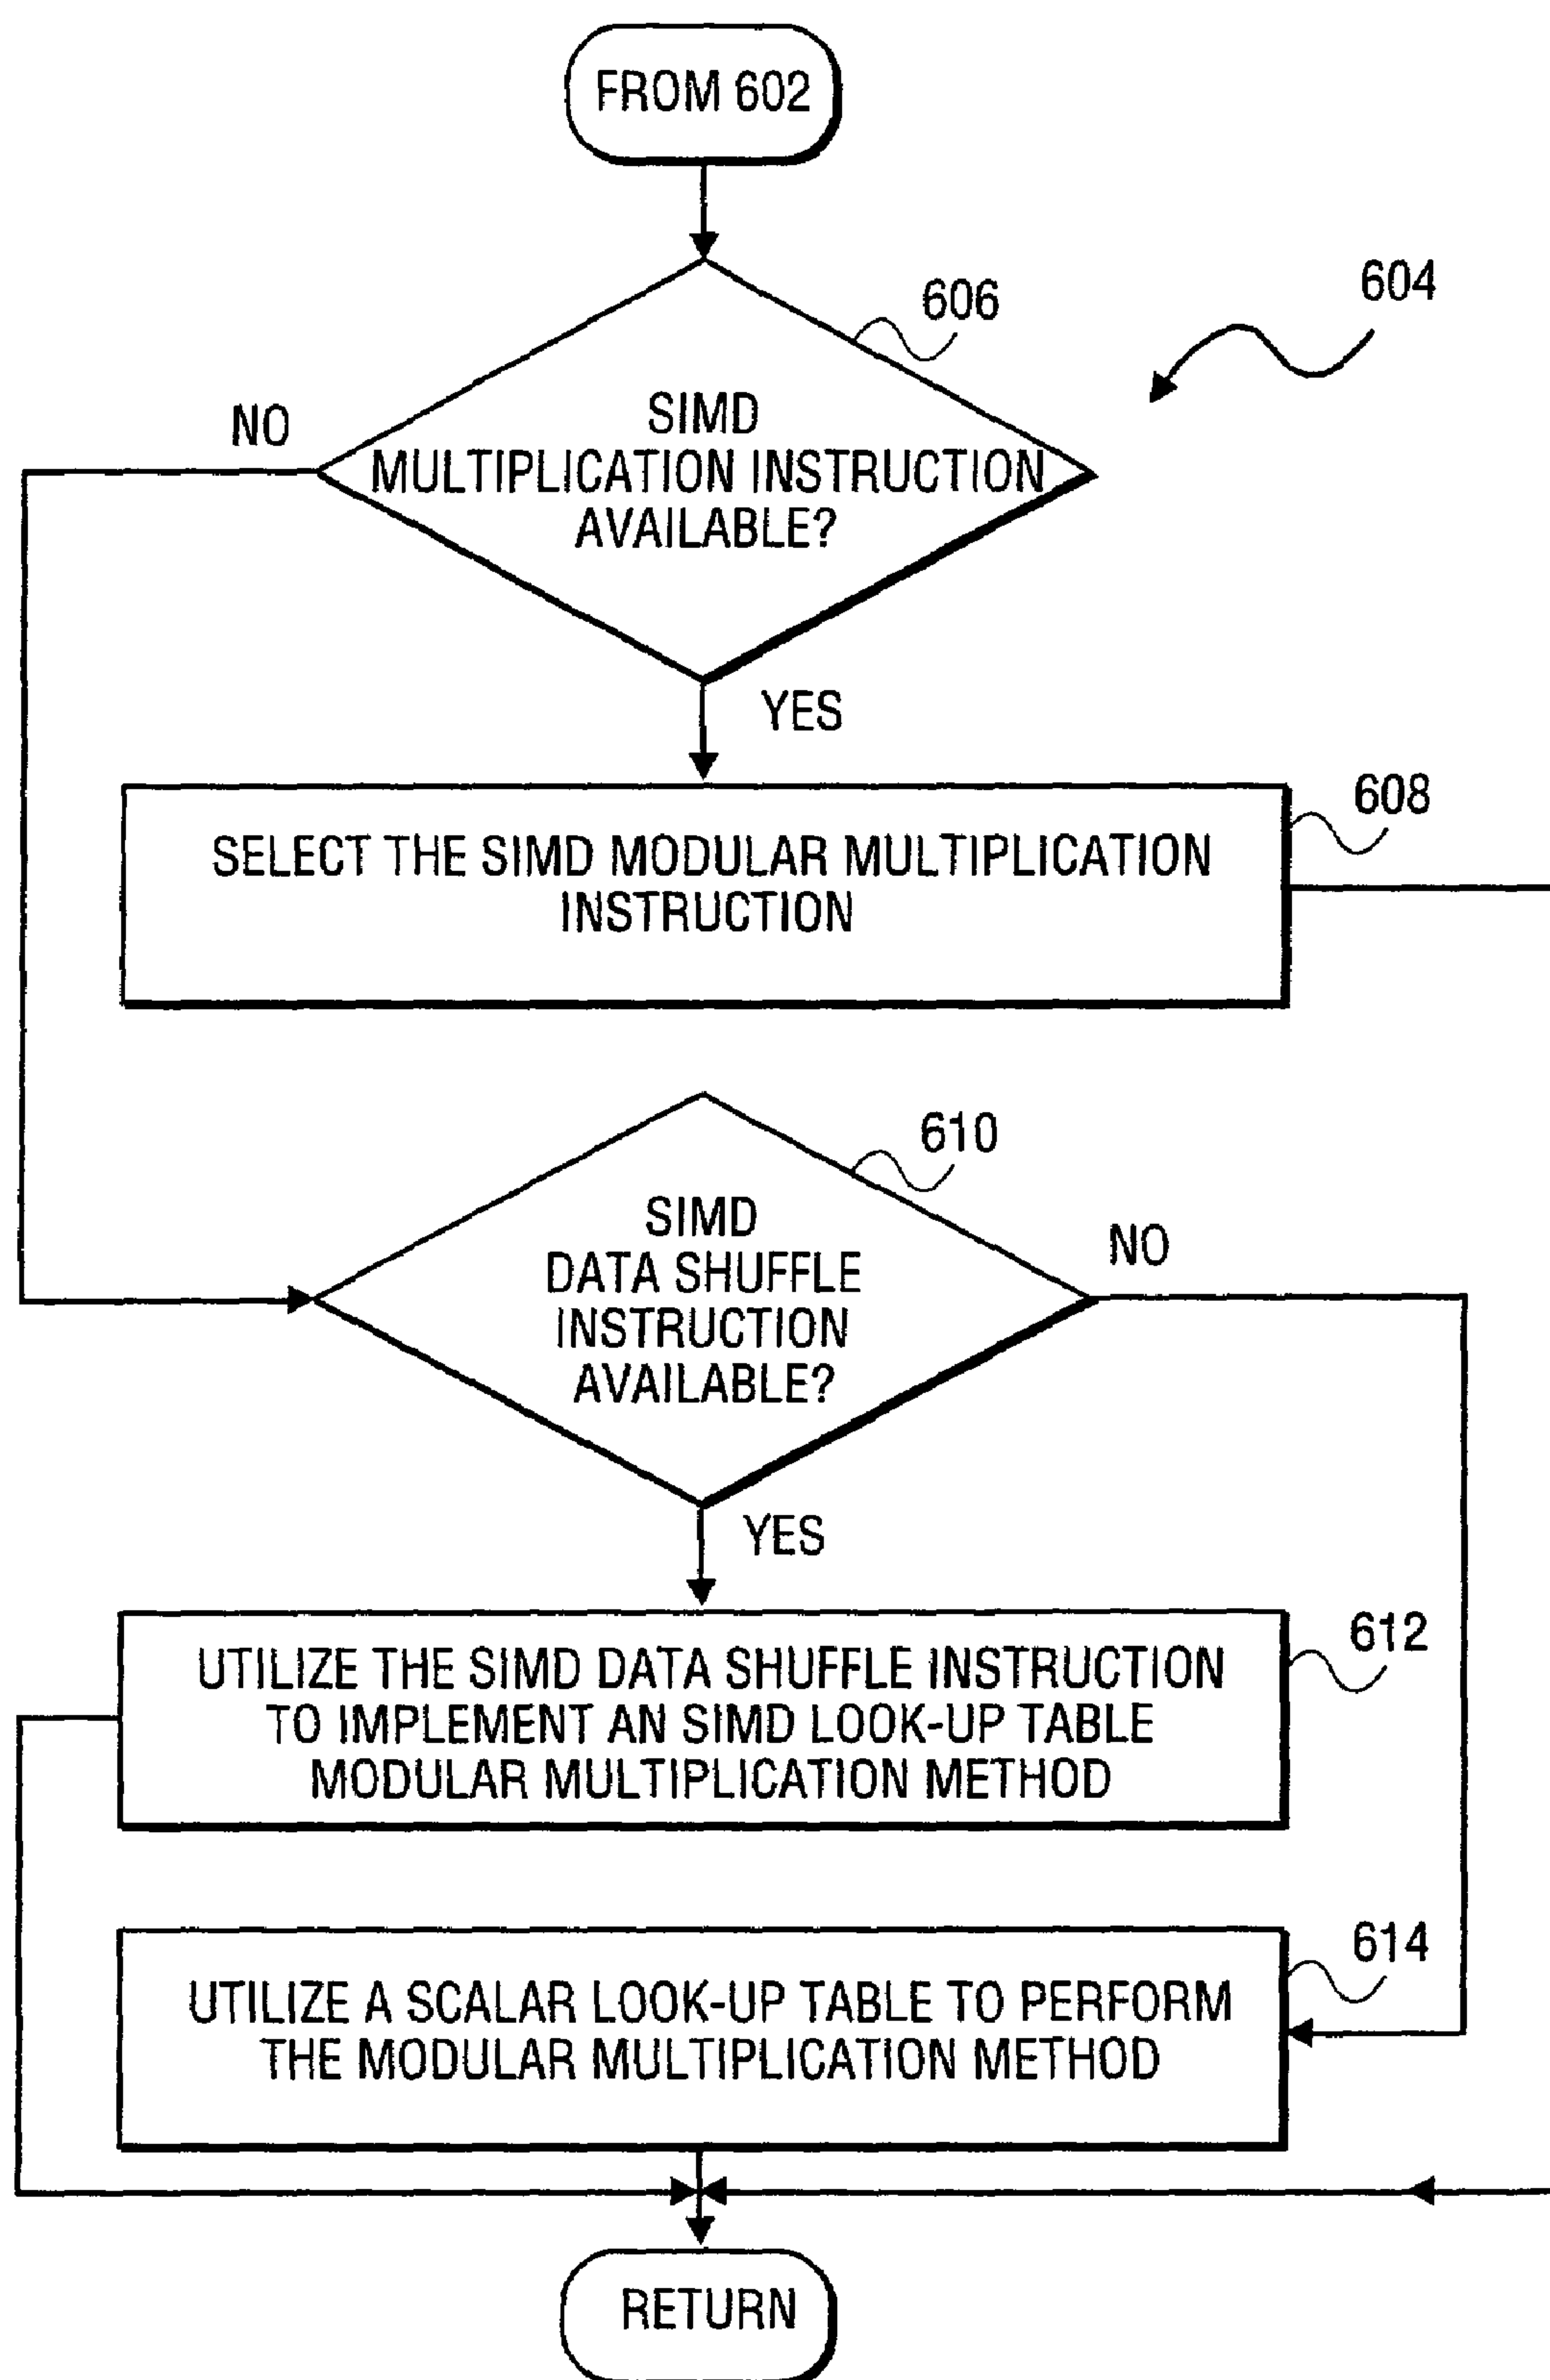 FROM 602
606
604
SIMD
MULTIPLICATION INSTRUCTION
AVAILABLE?
NO
YES
608
SELECT THE SIMD MODULAR MULTIPLICATION
INSTRUCTION
610
SIMD
DATA SHUFFLE
INSTRUCTION
AVAILABLE?
NO
YES
612
UTILIZE THE SIMD DATA SHUFFLE INSTRUCTION
TO IMPLEMENT AN SIMD LOOK-UP TABLE
MODULAR MULTIPLICATION METHOD
614
UTILIZE A SCALAR LOOK-UP TABLE TO PERFORM
THE MODULAR MULTIPLICATION METHOD
RETURN